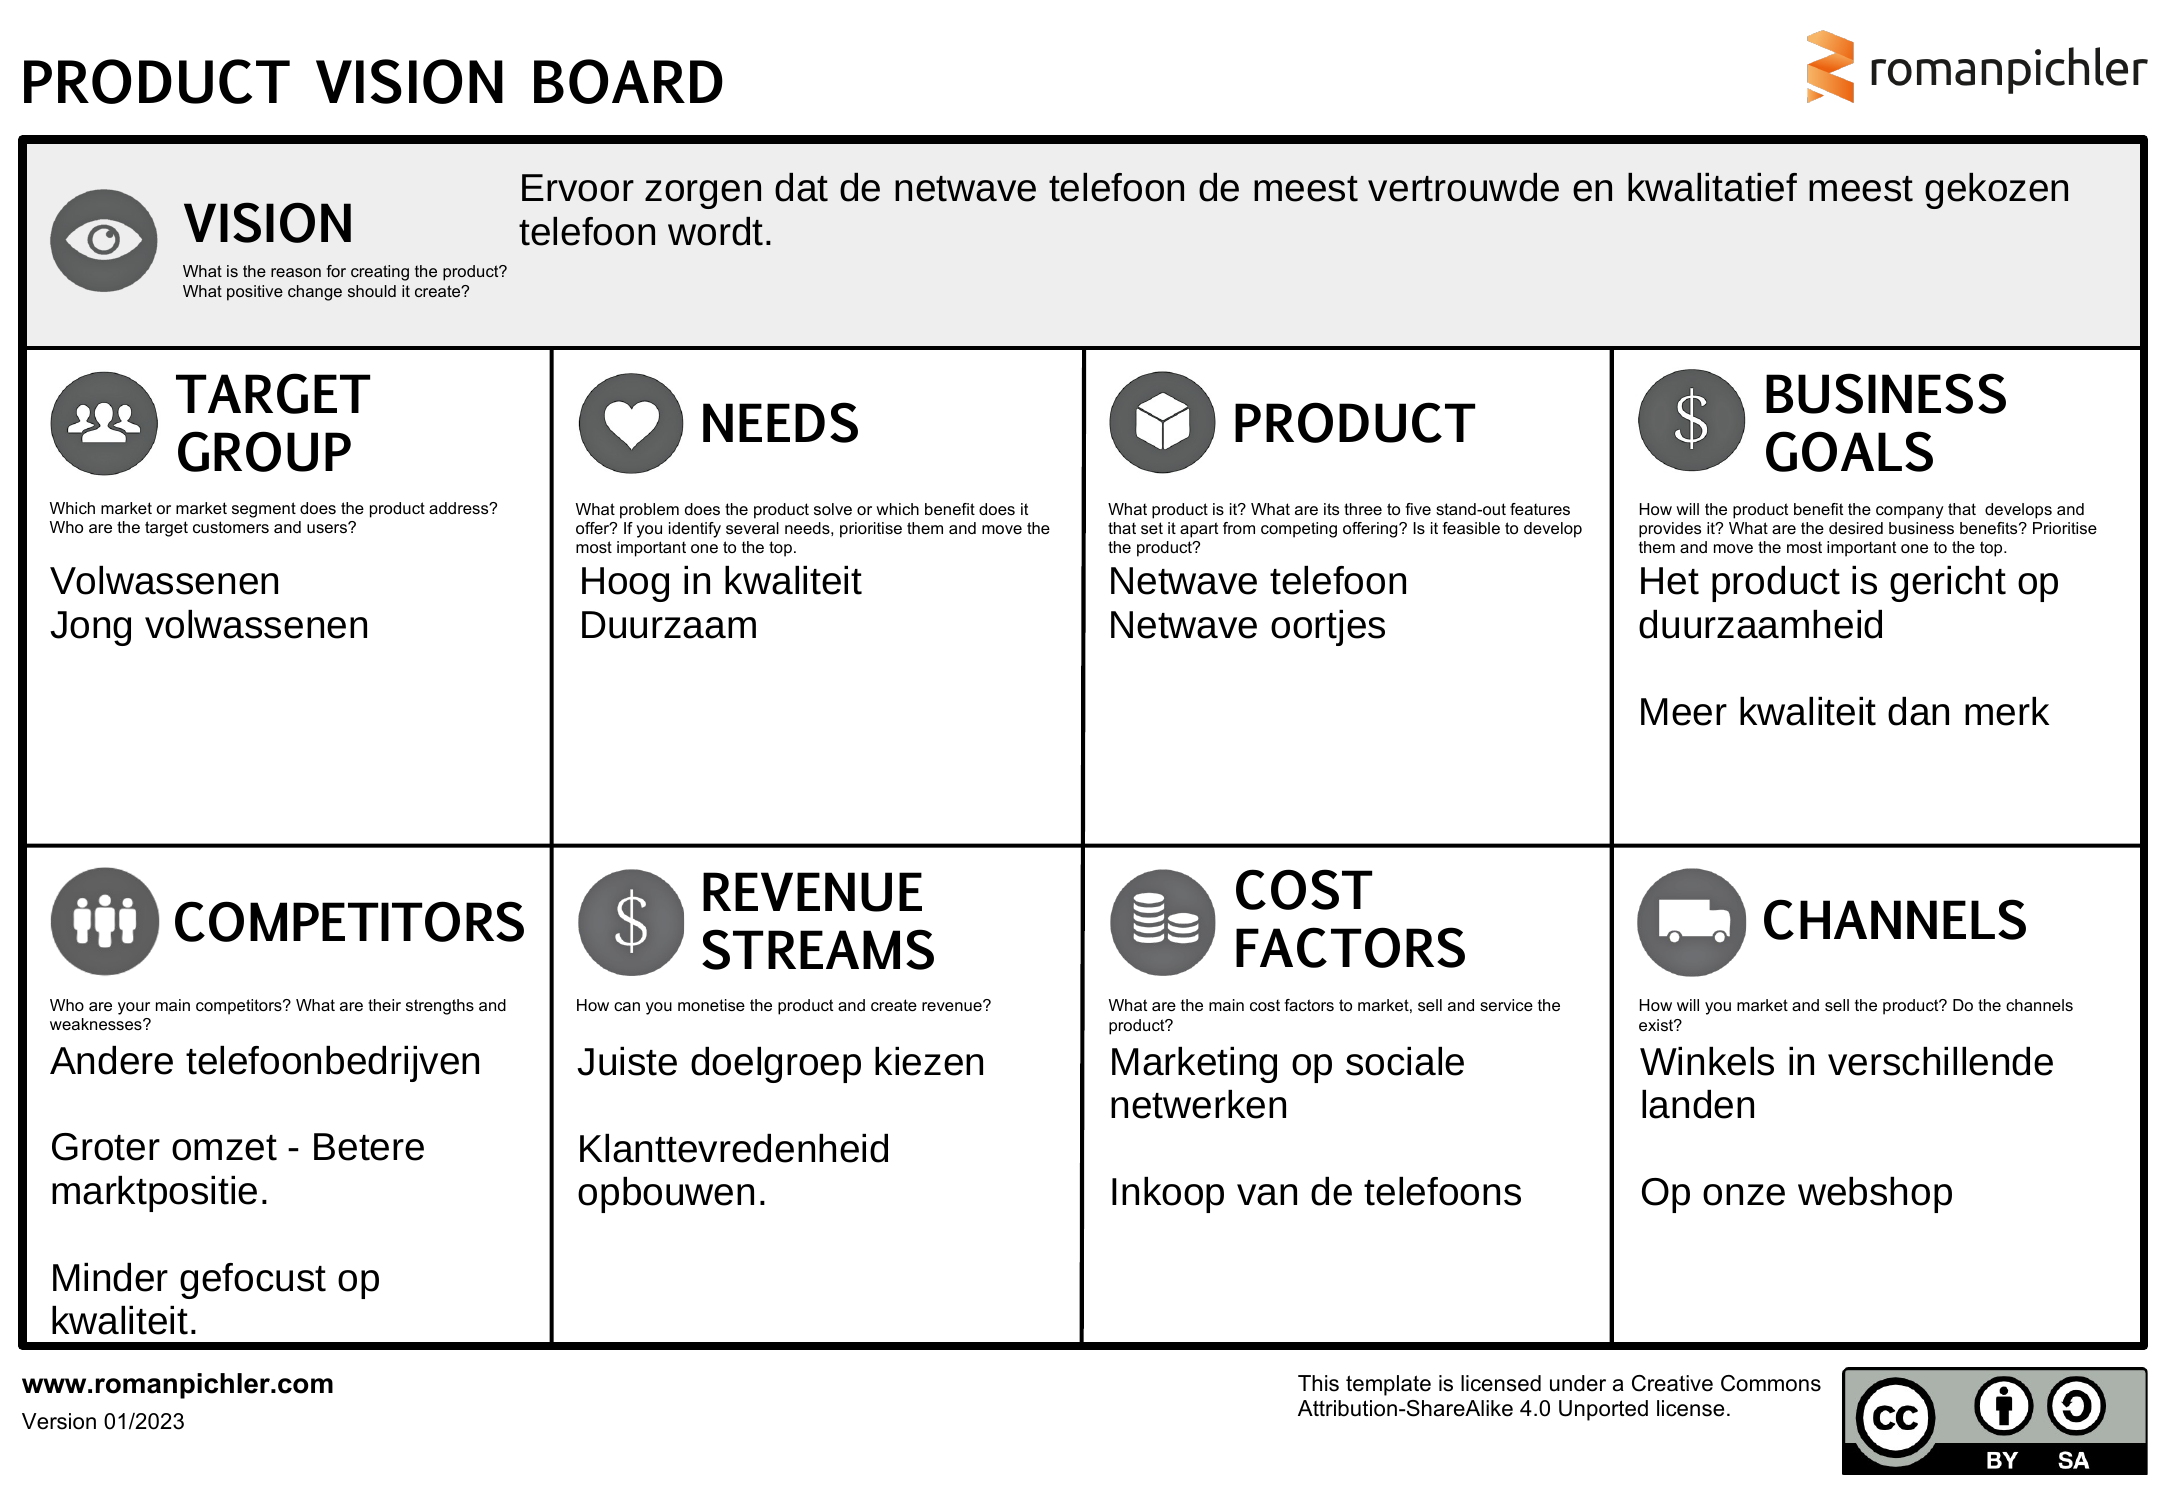 PRODUCT VISION BOARD
romanpichler
VISION
What is the reason for creating the product?
What positive change should it create?
Ervoor zorgen dat de netwave telefoon de meest vertrouwde en kwalitatief meest gekozen
telefoon wordt.
TARGET
GROUP
Which market or market segment does the product address?
Who are the target customers and users?
Volwassenen
Jong volwassenen
NEEDS
What problem does the product solve or which benefit does it
offer? If you identify several needs, prioritise them and move the
most important one to the top.
Hoog in kwaliteit
Duurzaam
PRODUCT
What product is it? What are its three to five stand-out features
that set it apart from competing offering? Is it feasible to develop
the product?
Netwave telefoon
Netwave oortjes
BUSINESS
GOALS
How will the product benefit the company that  develops and
provides it? What are the desired business benefits? Prioritise
them and move the most important one to the top.
Het product is gericht op
duurzaamheid
Meer kwaliteit dan merk
COMPETITORS
Who are your main competitors? What are their strengths and
weaknesses?
Andere telefoonbedrijven
Groter omzet - Betere
marktpositie.
Minder gefocust op
kwaliteit.
REVENUE
STREAMS
How can you monetise the product and create revenue?
Juiste doelgroep kiezen
Klanttevredenheid
opbouwen.
COST
FACTORS
What are the main cost factors to market, sell and service the
product?
Marketing op sociale
netwerken
Inkoop van de telefoons
CHANNELS
How will you market and sell the product? Do the channels
exist?
Winkels in verschillende
landen
Op onze webshop
www.romanpichler.com
Version 01/2023
This template is licensed under a Creative Commons
Attribution-ShareAlike 4.0 Unported license.
cc
BY SA